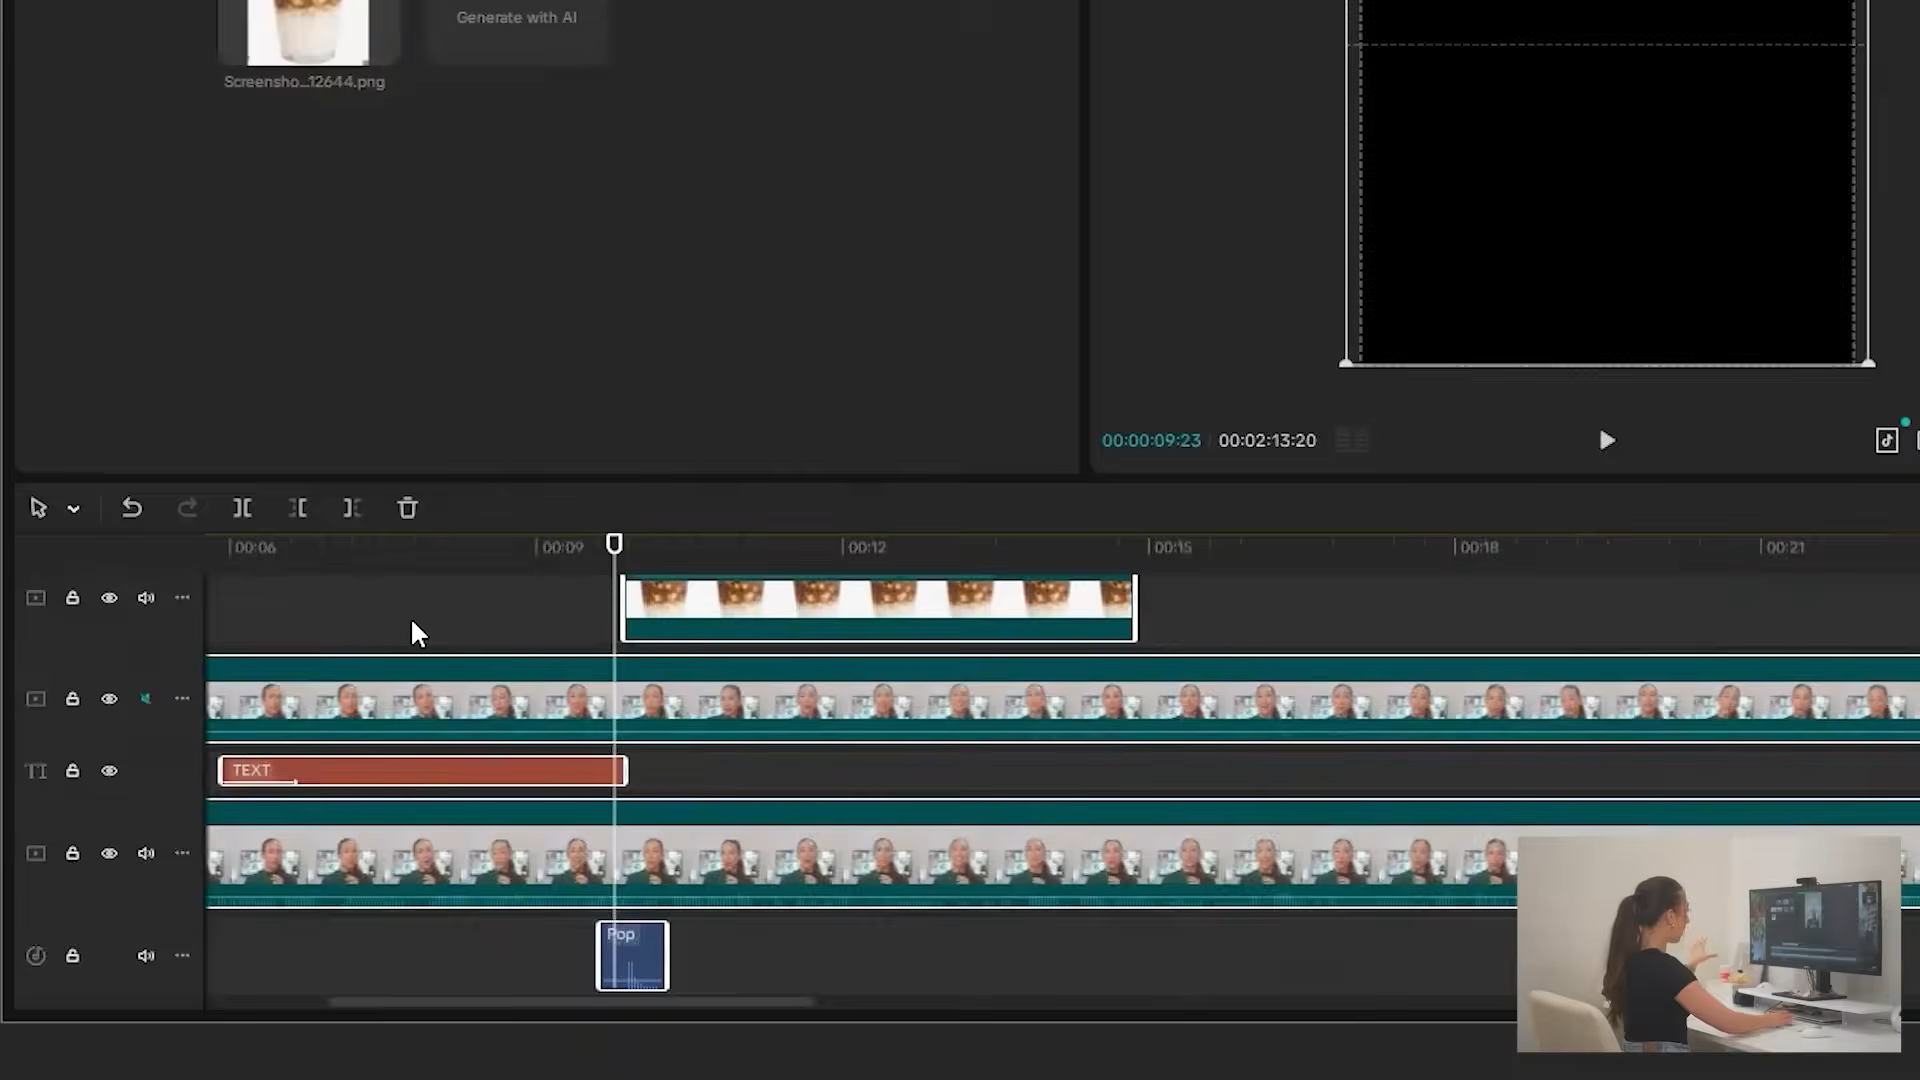 Generate with AI
Screensho...12644.png
00:00:09:23 00:02:13:20
00:06 00:09 00:12 00:15 00:18 00:21
TEXT
Pop